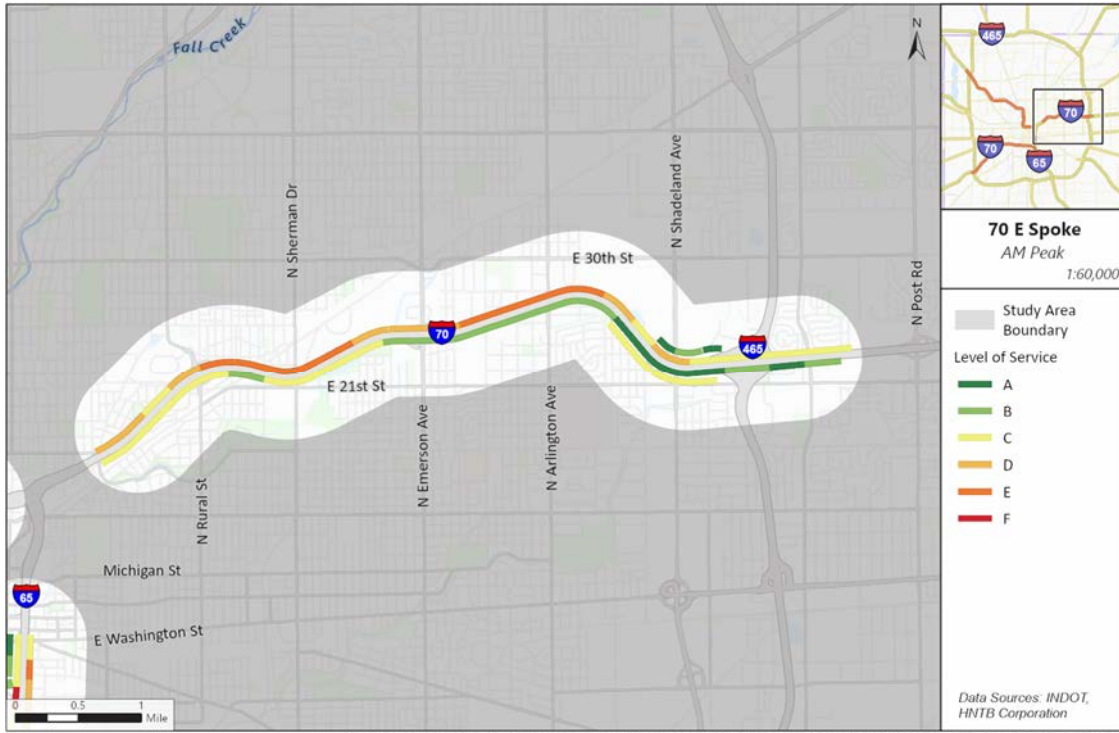 Fall Creek
N
465
70
70
65
N Sherman Dr
N Shadeland Ave
E 30th St
N Post Rd
70 E Spoke
AM Peak
1:60,000
70
465
E 21st St
N Emerson Ave
N Arlington Ave
N Rural St
Michigan St
65
E Washington St
0 0.5 1
Mile
Study Area
Boundary
Level of Service
A
B
C
D
E
F
Data Sources: INDOT,
HNTB Corporation